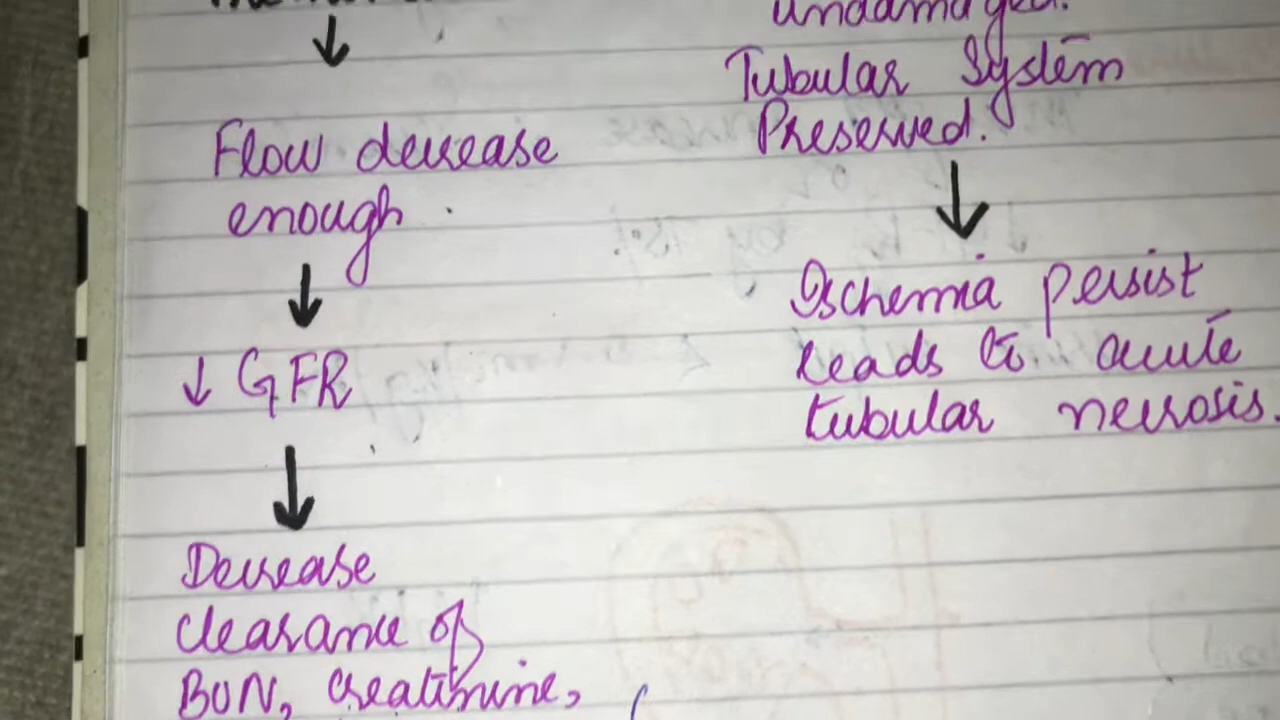 ↓
Flow decrease
enough
↓
↓ GFR
↓
Decrease
clearance of
BUN, creatinine,
undamaged.
Tubular System
Preserved.
↓
Ischemia persist
leads to acute
tubular necrosis.